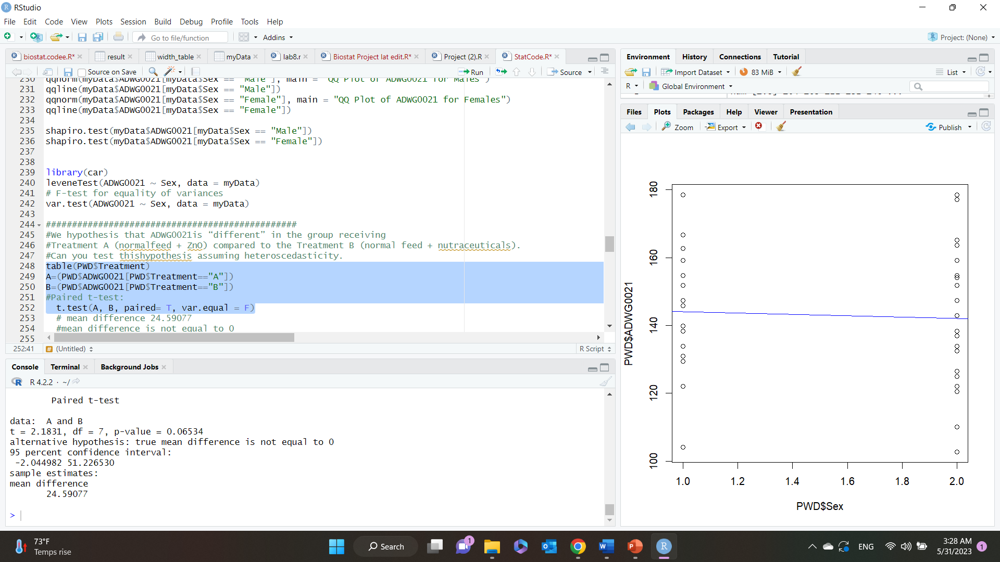 RStudio
File Edit Code View Plots Session Build Debug Profile Tools Help
Go to file/function Addins Project: (None)
biostat.codee.R* result width_table myData lab8.r Biostat Project lat edit.R* Project (2).R StatCode.R*
Source on Save Run Source
230 qqnorm(myData$ADWG0021[myData$Sex == "Male"], main = "QQ Plot of ADWG0021 for Males")
231 qqline(myData$ADWG0021[myData$Sex == "Male"])
232 qqnorm(myData$ADWG0021[myData$Sex == "Female"], main = "QQ Plot of ADWG0021 for Females")
233 qqline(myData$ADWG0021[myData$Sex == "Female"])
234
235 shapiro.test(myData$ADWG0021[myData$Sex == "Male"])
236 shapiro.test(myData$ADWG0021[myData$Sex == "Female"])
237
238
239 library(car)
240 leveneTest(ADWG0021 ~ Sex, data = myData)
241 # F-test for equality of variances
242 var.test(ADWG0021 ~ Sex, data = myData)
243
244 ################################################
245 #We hypothesis that ADWG0021is “different” in the group receiving
246 #Treatment A (normalfeed + ZnO) compared to the Treatment B (normal feed + nutraceuticals).
247 #Can you test thishypothesis assuming heteroscedasticity.
248 table(PWD$Treatment)
249 A=(PWD$ADWG0021[PWD$Treatment=="A"])
250 B=(PWD$ADWG0021[PWD$Treatment=="B"])
251 #Paired t-test:
252 t.test(A, B, paired= T, var.equal = F)
253 # mean difference 24.59077
254 #mean difference is not equal to 0
255
252:41 (Untitled) R Script
Console Terminal Background Jobs
R 4.2.2 · ~/
Paired t-test
data: A and B
t = 2.1831, df = 7, p-value = 0.06534
alternative hypothesis: true mean difference is not equal to 0
95 percent confidence interval:
-2.044982 51.226530
sample estimates:
mean difference
24.59077
>
Environment History Connections Tutorial
Import Dataset 83 MiB List
R Global Environment
Files Plots Packages Help Viewer Presentation
Zoom Export Publish
180
160
140
120
100
PWD$ADWG0021
1.0 1.2 1.4 1.6 1.8 2.0
PWD$Sex
73°F
Temps rise
Search
1
ENG
3:28 AM
5/31/2023
1